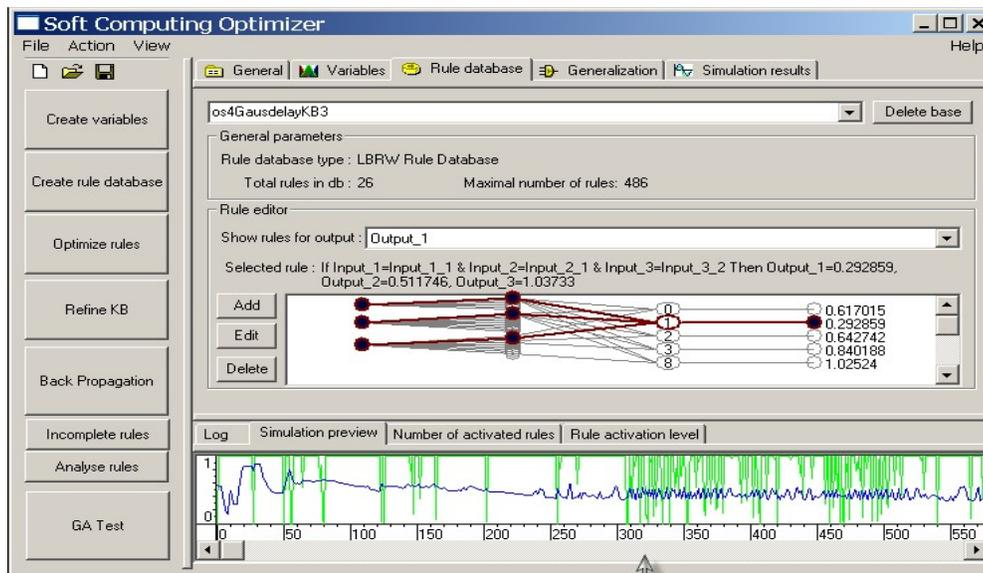 Soft Computing Optimizer
File Action View Help
General Variables Rule database Generalization Simulation results
Create variables
Create rule database
Optimize rules
Refine KB
Back Propagation
Incomplete rules
Analyse rules
GA Test
os4GausdelayKB3 Delete base
General parameters
Rule database type : LBRW Rule Database
Total rules in db : 26 Maximal number of rules: 486
Rule editor
Show rules for output : Output_1
Selected rule : If Input_1=Input_1_1 & Input_2=Input_2_1 & Input_3=Input_3_2 Then Output_1=0.292859,
Output_2=0.511746, Output_3=1.03733
Add
Edit
Delete
0 0.617015
1 0.292859
2 0.642742
3 0.840188
8 1.02524
Log Simulation preview Number of activated rules Rule activation level
1
0
0 50 100 150 200 250 300 350 400 450 500 550